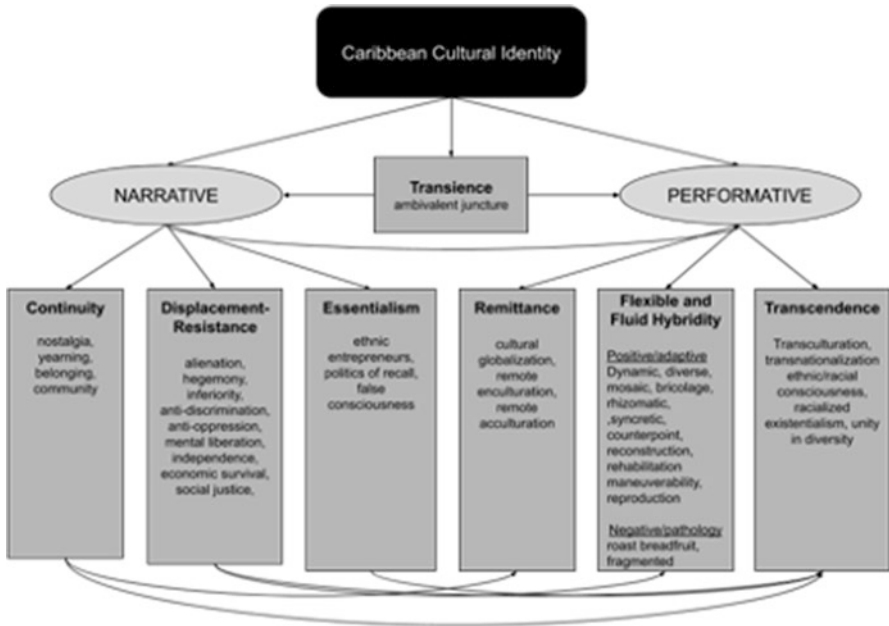 Caribbean Cultural Identity
NARRATIVE
Transience
ambivalent juncture
PERFORMATIVE
Continuity
nostalgia,
yearning,
belonging,
community
Displacement-
Resistance
alienation,
hegemony,
inferiority,
anti-discrimination,
anti-oppression,
mental liberation,
independence,
economic survival,
social justice,
Essentialism
ethnic
entrepreneurs,
politics of recall,
false
consciousness
Remittance
cultural
globalization,
remote
enculturation,
remote
acculturation
Flexible and
Fluid Hybridity
Positive/adaptive
Dynamic, diverse,
mosaic, bricolage,
rhizomatic,
,syncretic,
counterpoint,
reconstruction,
rehabilitation
maneuverability,
reproduction
Negative/pathology
roast breadfruit,
fragmented
Transcendence
Transculturation,
transnationalization
ethnic/racial
consciousness,
racialized
existentialism, unity
in diversity